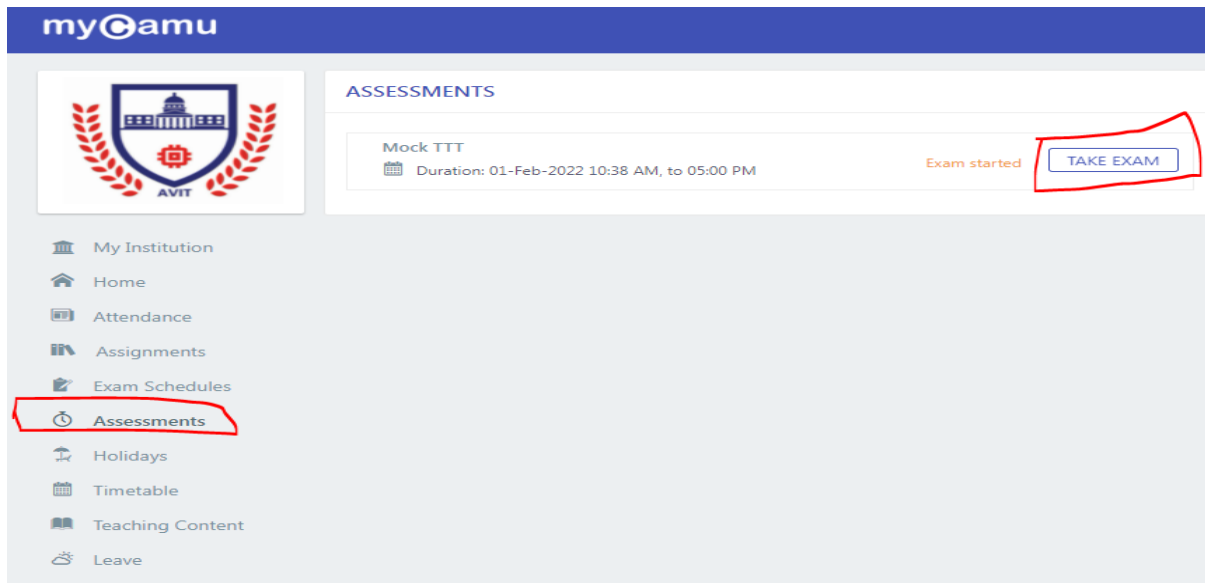 myCamu
AVIT
ASSESSMENTS
Mock TTT
Duration: 01-Feb-2022 10:38 AM, to 05:00 PM
Exam started
TAKE EXAM
My Institution
Home
Attendance
Assignments
Exam Schedules
Assessments
Holidays
Timetable
Teaching Content
Leave